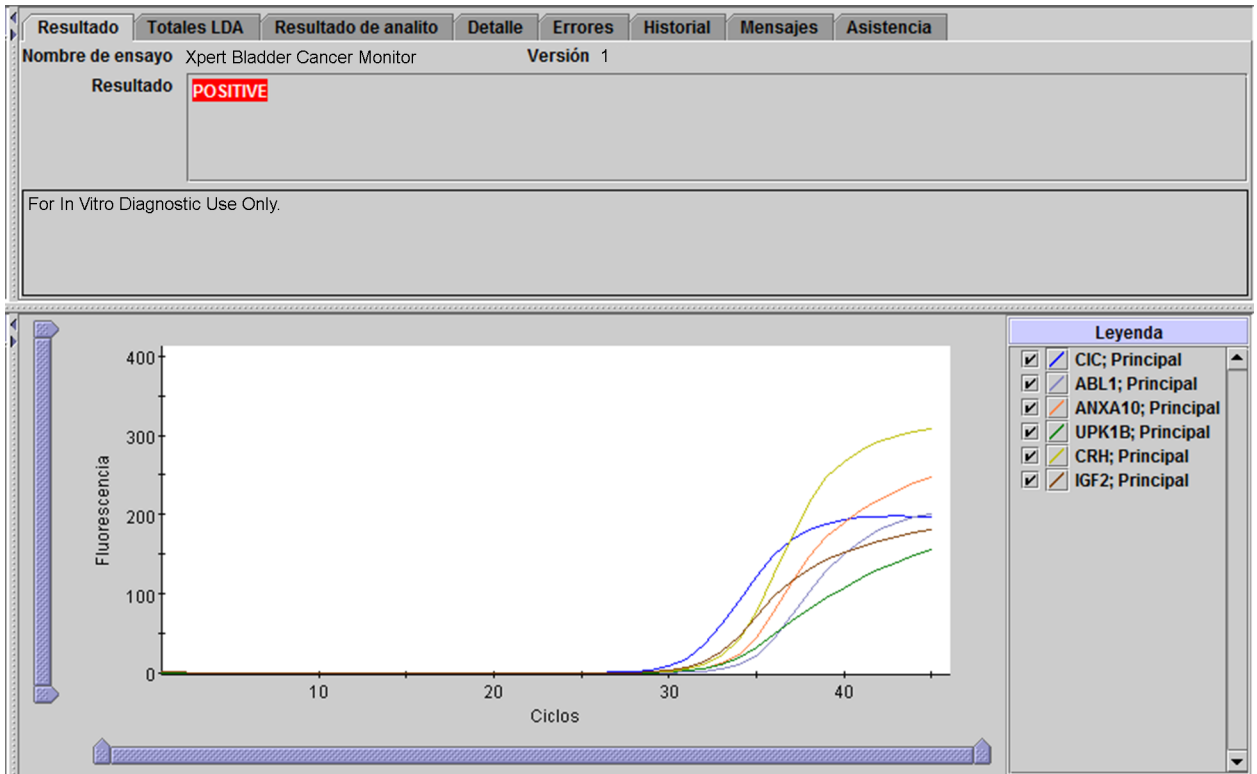 Resultado Totales LDA Resultado de analito Detalle Errores Historial Mensajes Asistencia
Nombre de ensayo Xpert Bladder Cancer Monitor Versión 1
Resultado POSITIVE
For In Vitro Diagnostic Use Only.
Leyenda
CIC; Principal
ABL1; Principal
ANXA10; Principal
UPK1B; Principal
CRH; Principal
IGF2; Principal
Fluorescencia
400
300
200
100
0
10 20 30 40
Ciclos